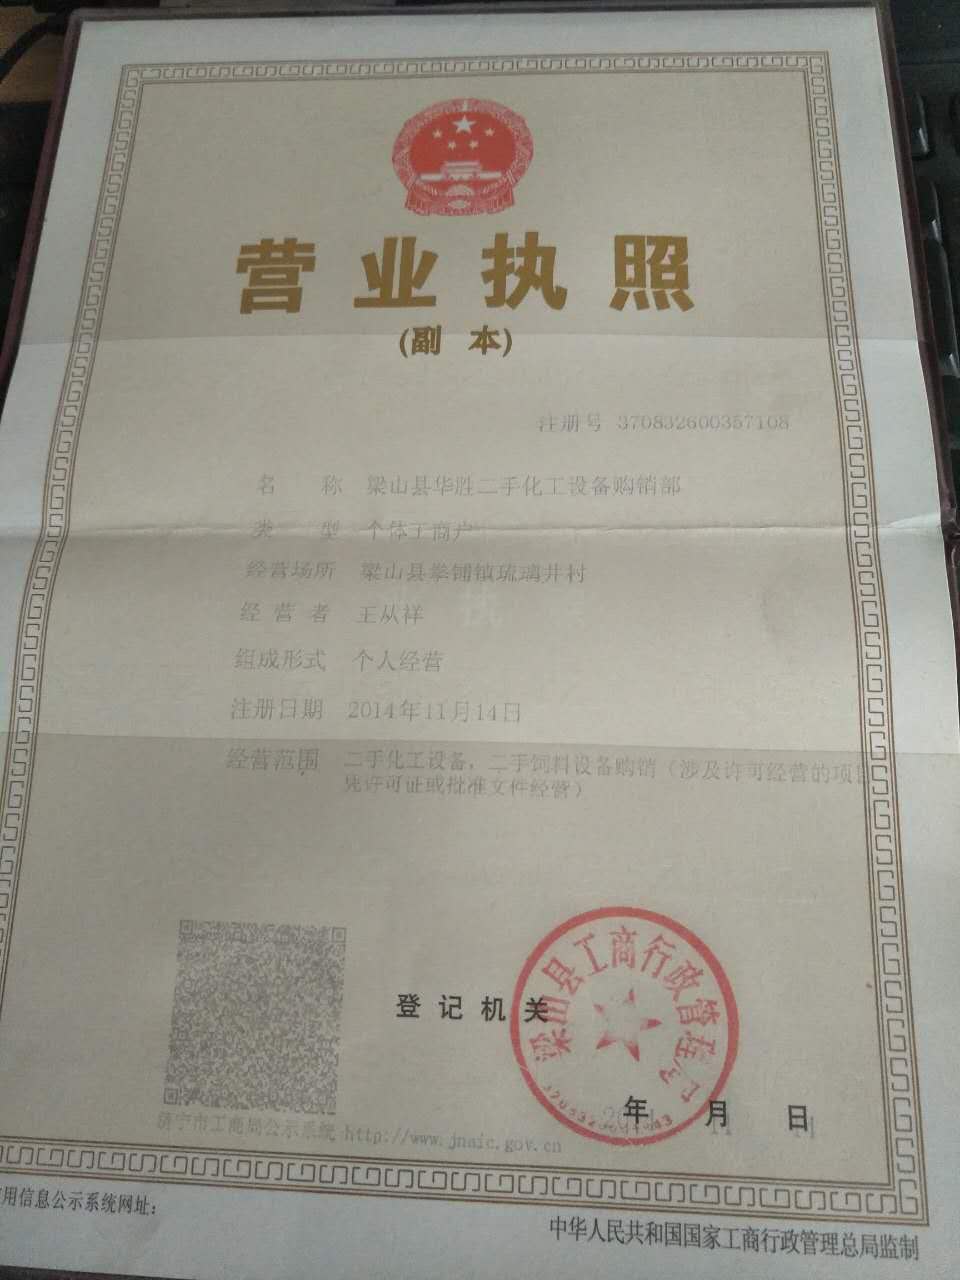 营业执照
(副 本)
注册号 370832600357108
名 称 梁山县华胜二手化工设备购销部
类 型 个体工商户
经营场所 梁山县拳铺镇琉璃井村
经营者 王从祥
组成形式 个人经营
注册日期 2014年11月14日
经营范围 二手化工设备，二手饲料设备购销（涉及许可经营的项目
凭许可证或批准文件经营）
登记机关
梁山县工商行政管理局
年 月 日
济宁市工商局公示系统 http://www.jnaic.gov.cn
用信息公示系统网址：
中华人民共和国国家工商行政管理总局监制